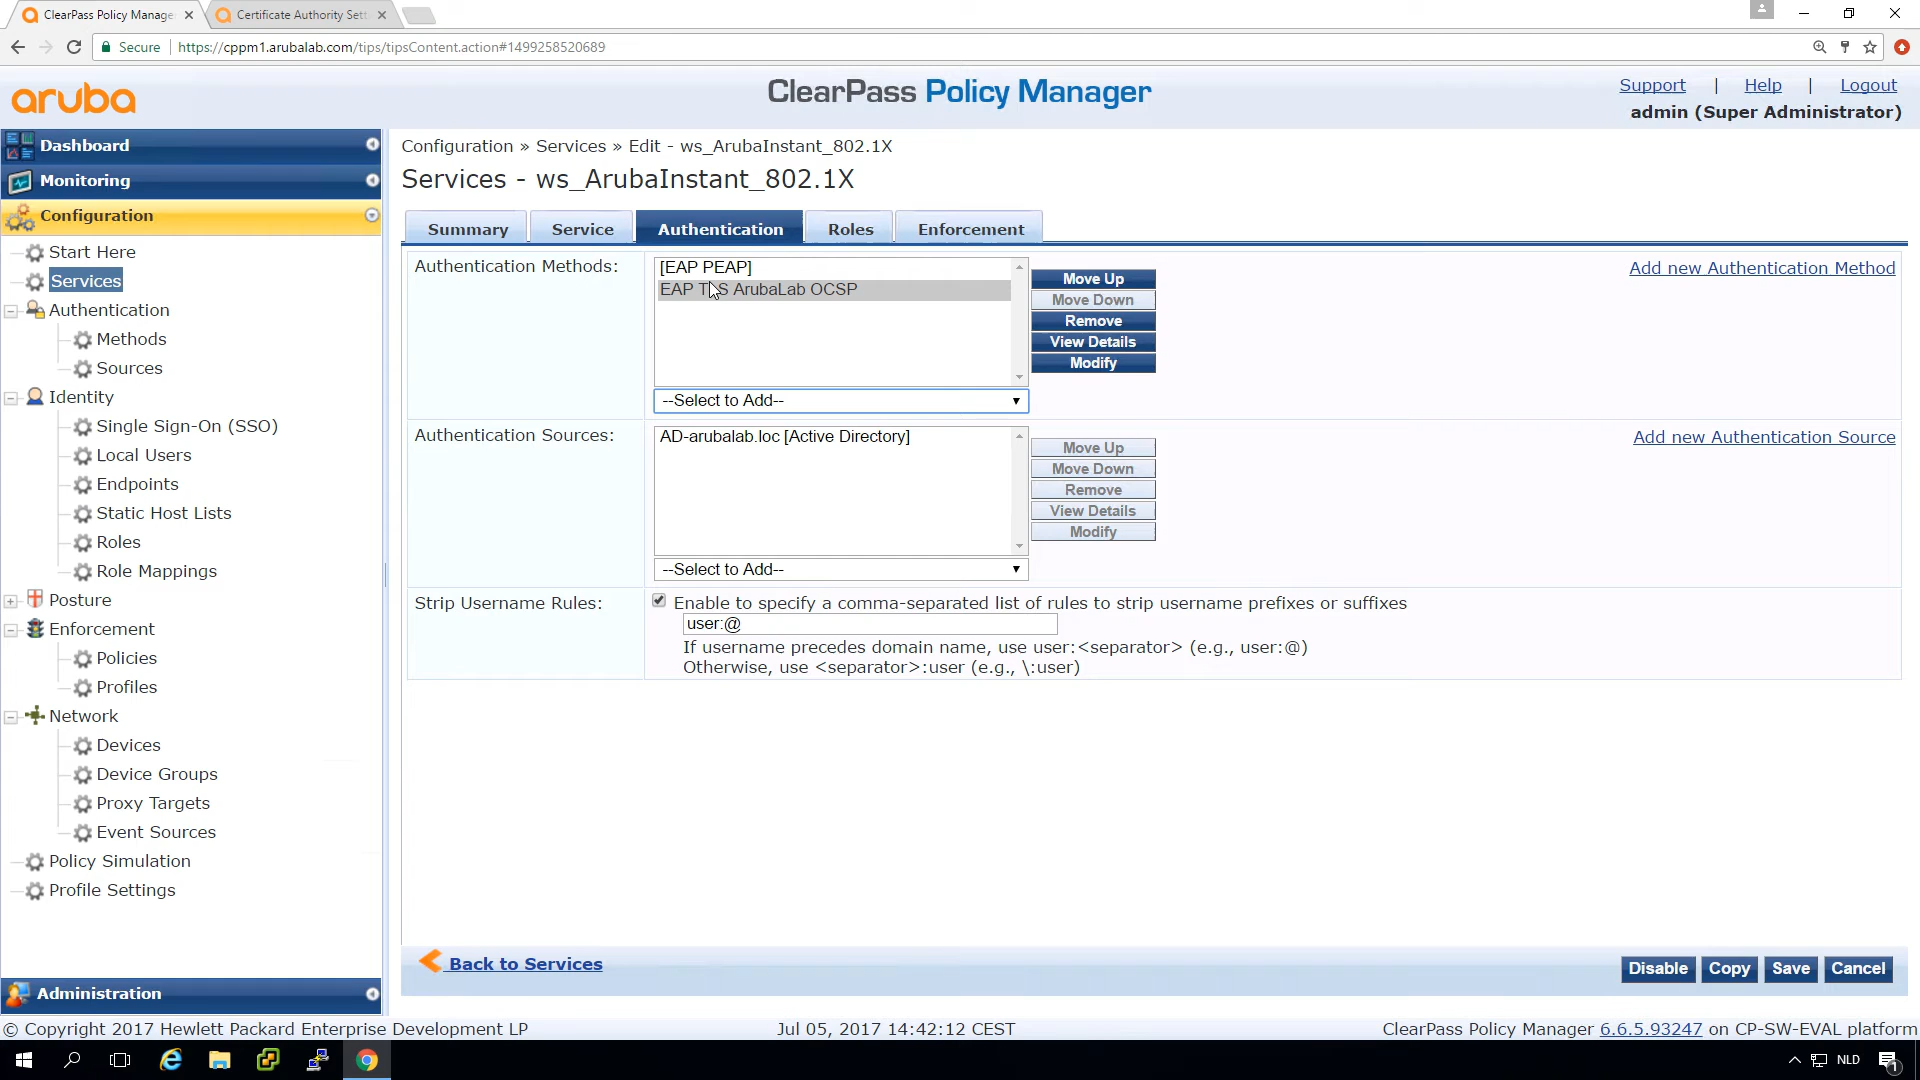 ClearPass Policy Manage
Certificate Authority Sett
Secure
https://cppm1.arubalab.com/tips/tipsContent.action#1499258520689
aruba
ClearPass Policy Manager
Support | Help | Logout
admin (Super Administrator)
Dashboard
Monitoring
Configuration
Start Here
Services
Authentication
Methods
Sources
Identity
Single Sign-On (SSO)
Local Users
Endpoints
Static Host Lists
Roles
Role Mappings
Posture
Enforcement
Policies
Profiles
Network
Devices
Device Groups
Proxy Targets
Event Sources
Policy Simulation
Profile Settings
Administration
Configuration » Services » Edit - ws_ArubaInstant_802.1X
Services - ws_ArubaInstant_802.1X
Summary
Service
Authentication
Roles
Enforcement
Authentication Methods:
[EAP PEAP]
EAP TLS ArubaLab OCSP
Move Up
Move Down
Remove
View Details
Modify
Add new Authentication Method
--Select to Add--
Authentication Sources:
AD-arubalab.loc [Active Directory]
Move Up
Move Down
Remove
View Details
Modify
Add new Authentication Source
--Select to Add--
Strip Username Rules:
Enable to specify a comma-separated list of rules to strip username prefixes or suffixes
user:@
If username precedes domain name, use user:<separator> (e.g., user:@)
Otherwise, use <separator>:user (e.g., \:user)
Back to Services
Disable
Copy
Save
Cancel
© Copyright 2017 Hewlett Packard Enterprise Development LP
Jul 05, 2017 14:42:12 CEST
ClearPass Policy Manager 6.6.5.93247 on CP-SW-EVAL platform
NLD
1